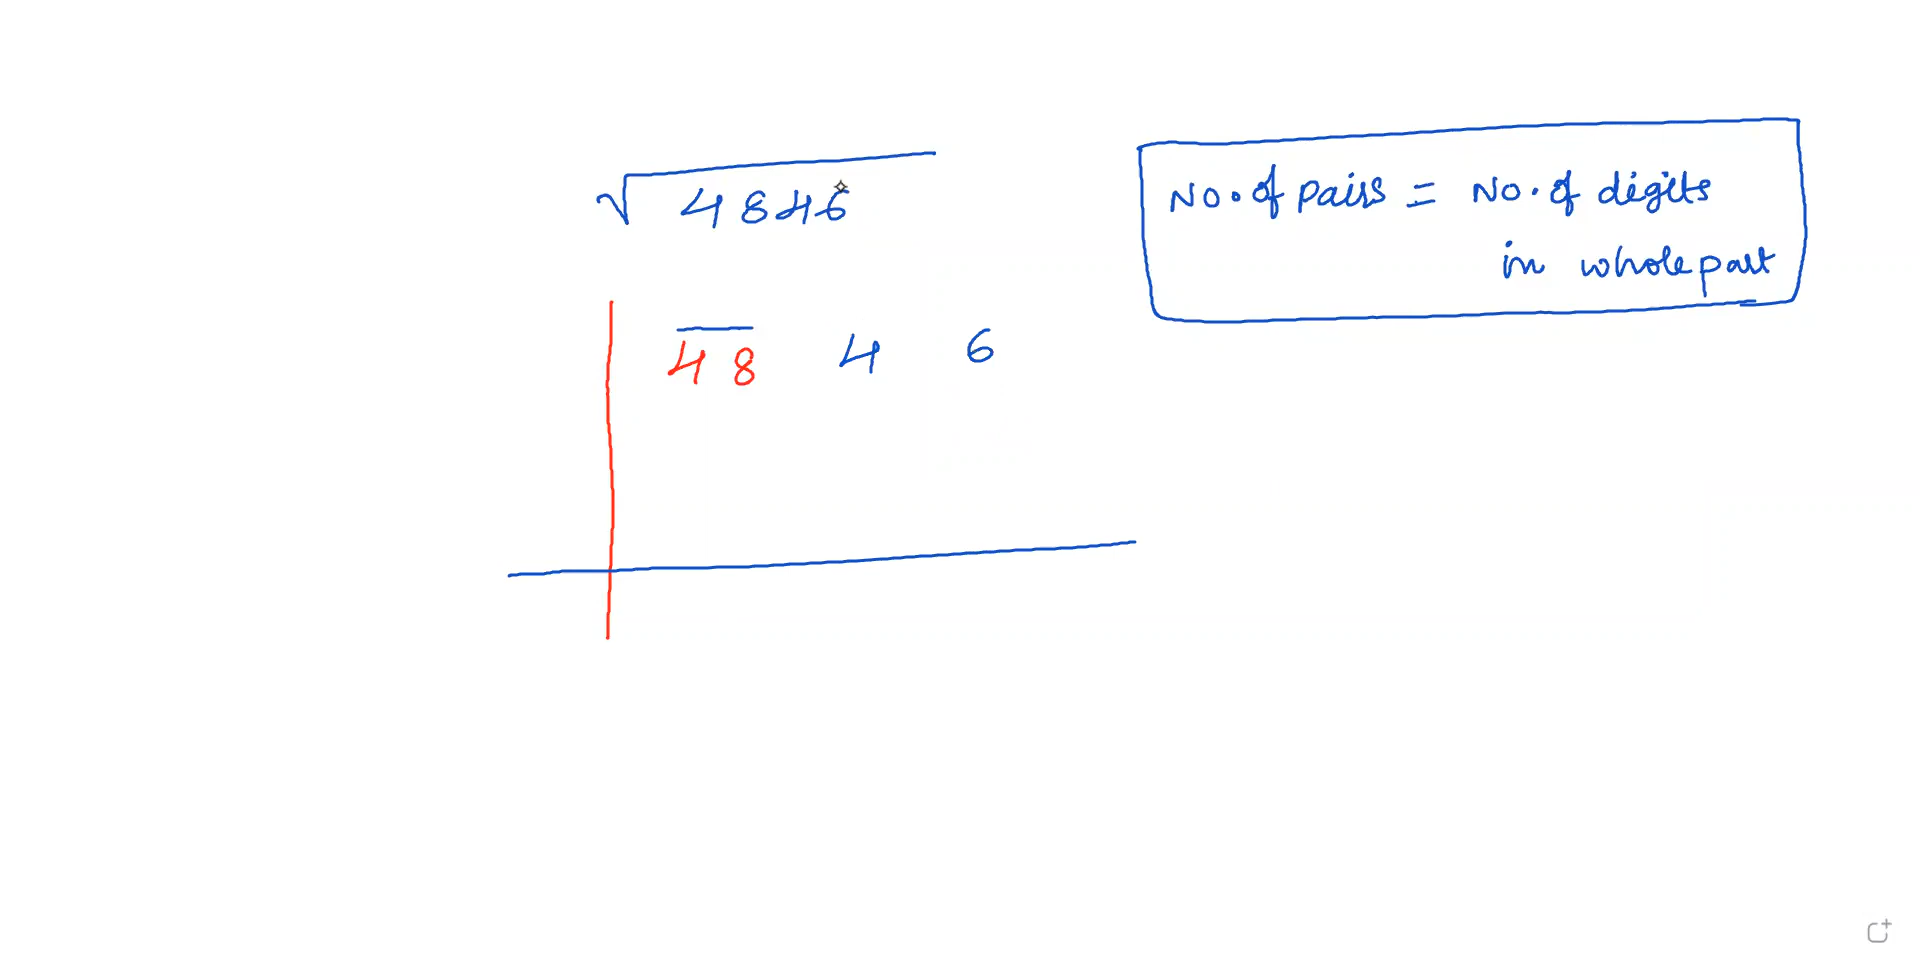 √4846
No. of pairs = No. of digits
in whole part
48 4 6